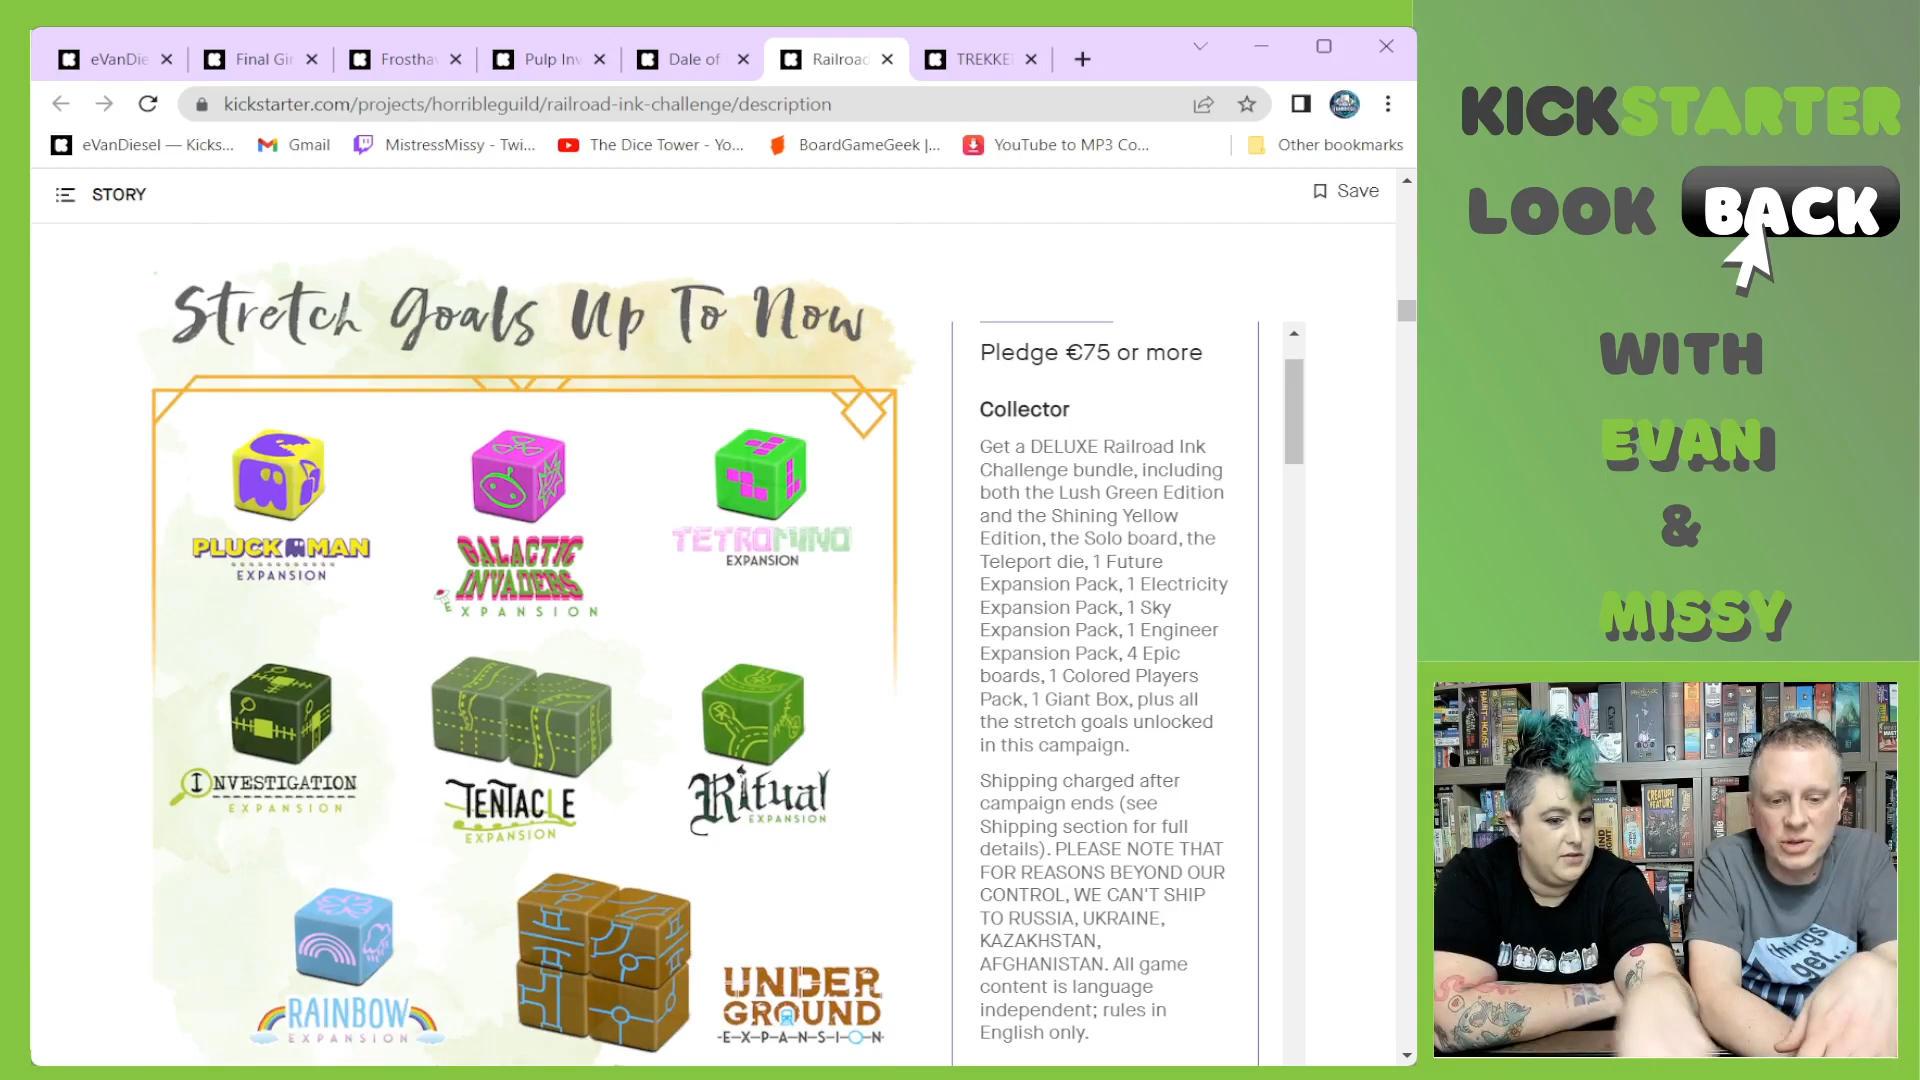 eVanDie
Final Gir
Frostha
Pulp Inv
Dale of
Railroad
TREKKE
kickstarter.com/projects/horribleguild/railroad-ink-challenge/description
eVanDiesel — Kicks...
Gmail
MistressMissy - Twi...
The Dice Tower - Yo...
BoardGameGeek |...
YouTube to MP3 Co...
Other bookmarks
STORY
Save
Stretch Goals Up To Now
PLUCKMAN
EXPANSION
GALACTIC
INVADERS
EXPANSION
TETROMINO
EXPANSION
INVESTIGATION
EXPANSION
TENTACLE
EXPANSION
Ritual
EXPANSION
RAINBOW
EXPANSION
UNDER
GROUND
-E-X-P-A-N-S-I-O-N
Pledge €75 or more
Collector
Get a DELUXE Railroad Ink
Challenge bundle, including
both the Lush Green Edition
and the Shining Yellow
Edition, the Solo board, the
Teleport die, 1 Future
Expansion Pack, 1 Electricity
Expansion Pack, 1 Sky
Expansion Pack, 1 Engineer
Expansion Pack, 4 Epic
boards, 1 Colored Players
Pack, 1 Giant Box, plus all
the stretch goals unlocked
in this campaign.
Shipping charged after
campaign ends (see
Shipping section for full
details). PLEASE NOTE THAT
FOR REASONS BEYOND OUR
CONTROL, WE CAN'T SHIP
TO RUSSIA, UKRAINE,
KAZAKHSTAN,
AFGHANISTAN. All game
content is language
independent; rules in
English only.
KICKSTARTER
LOOK BACK
WITH
EVAN
&
MISSY
CREATURE
FEATURE
things
get...